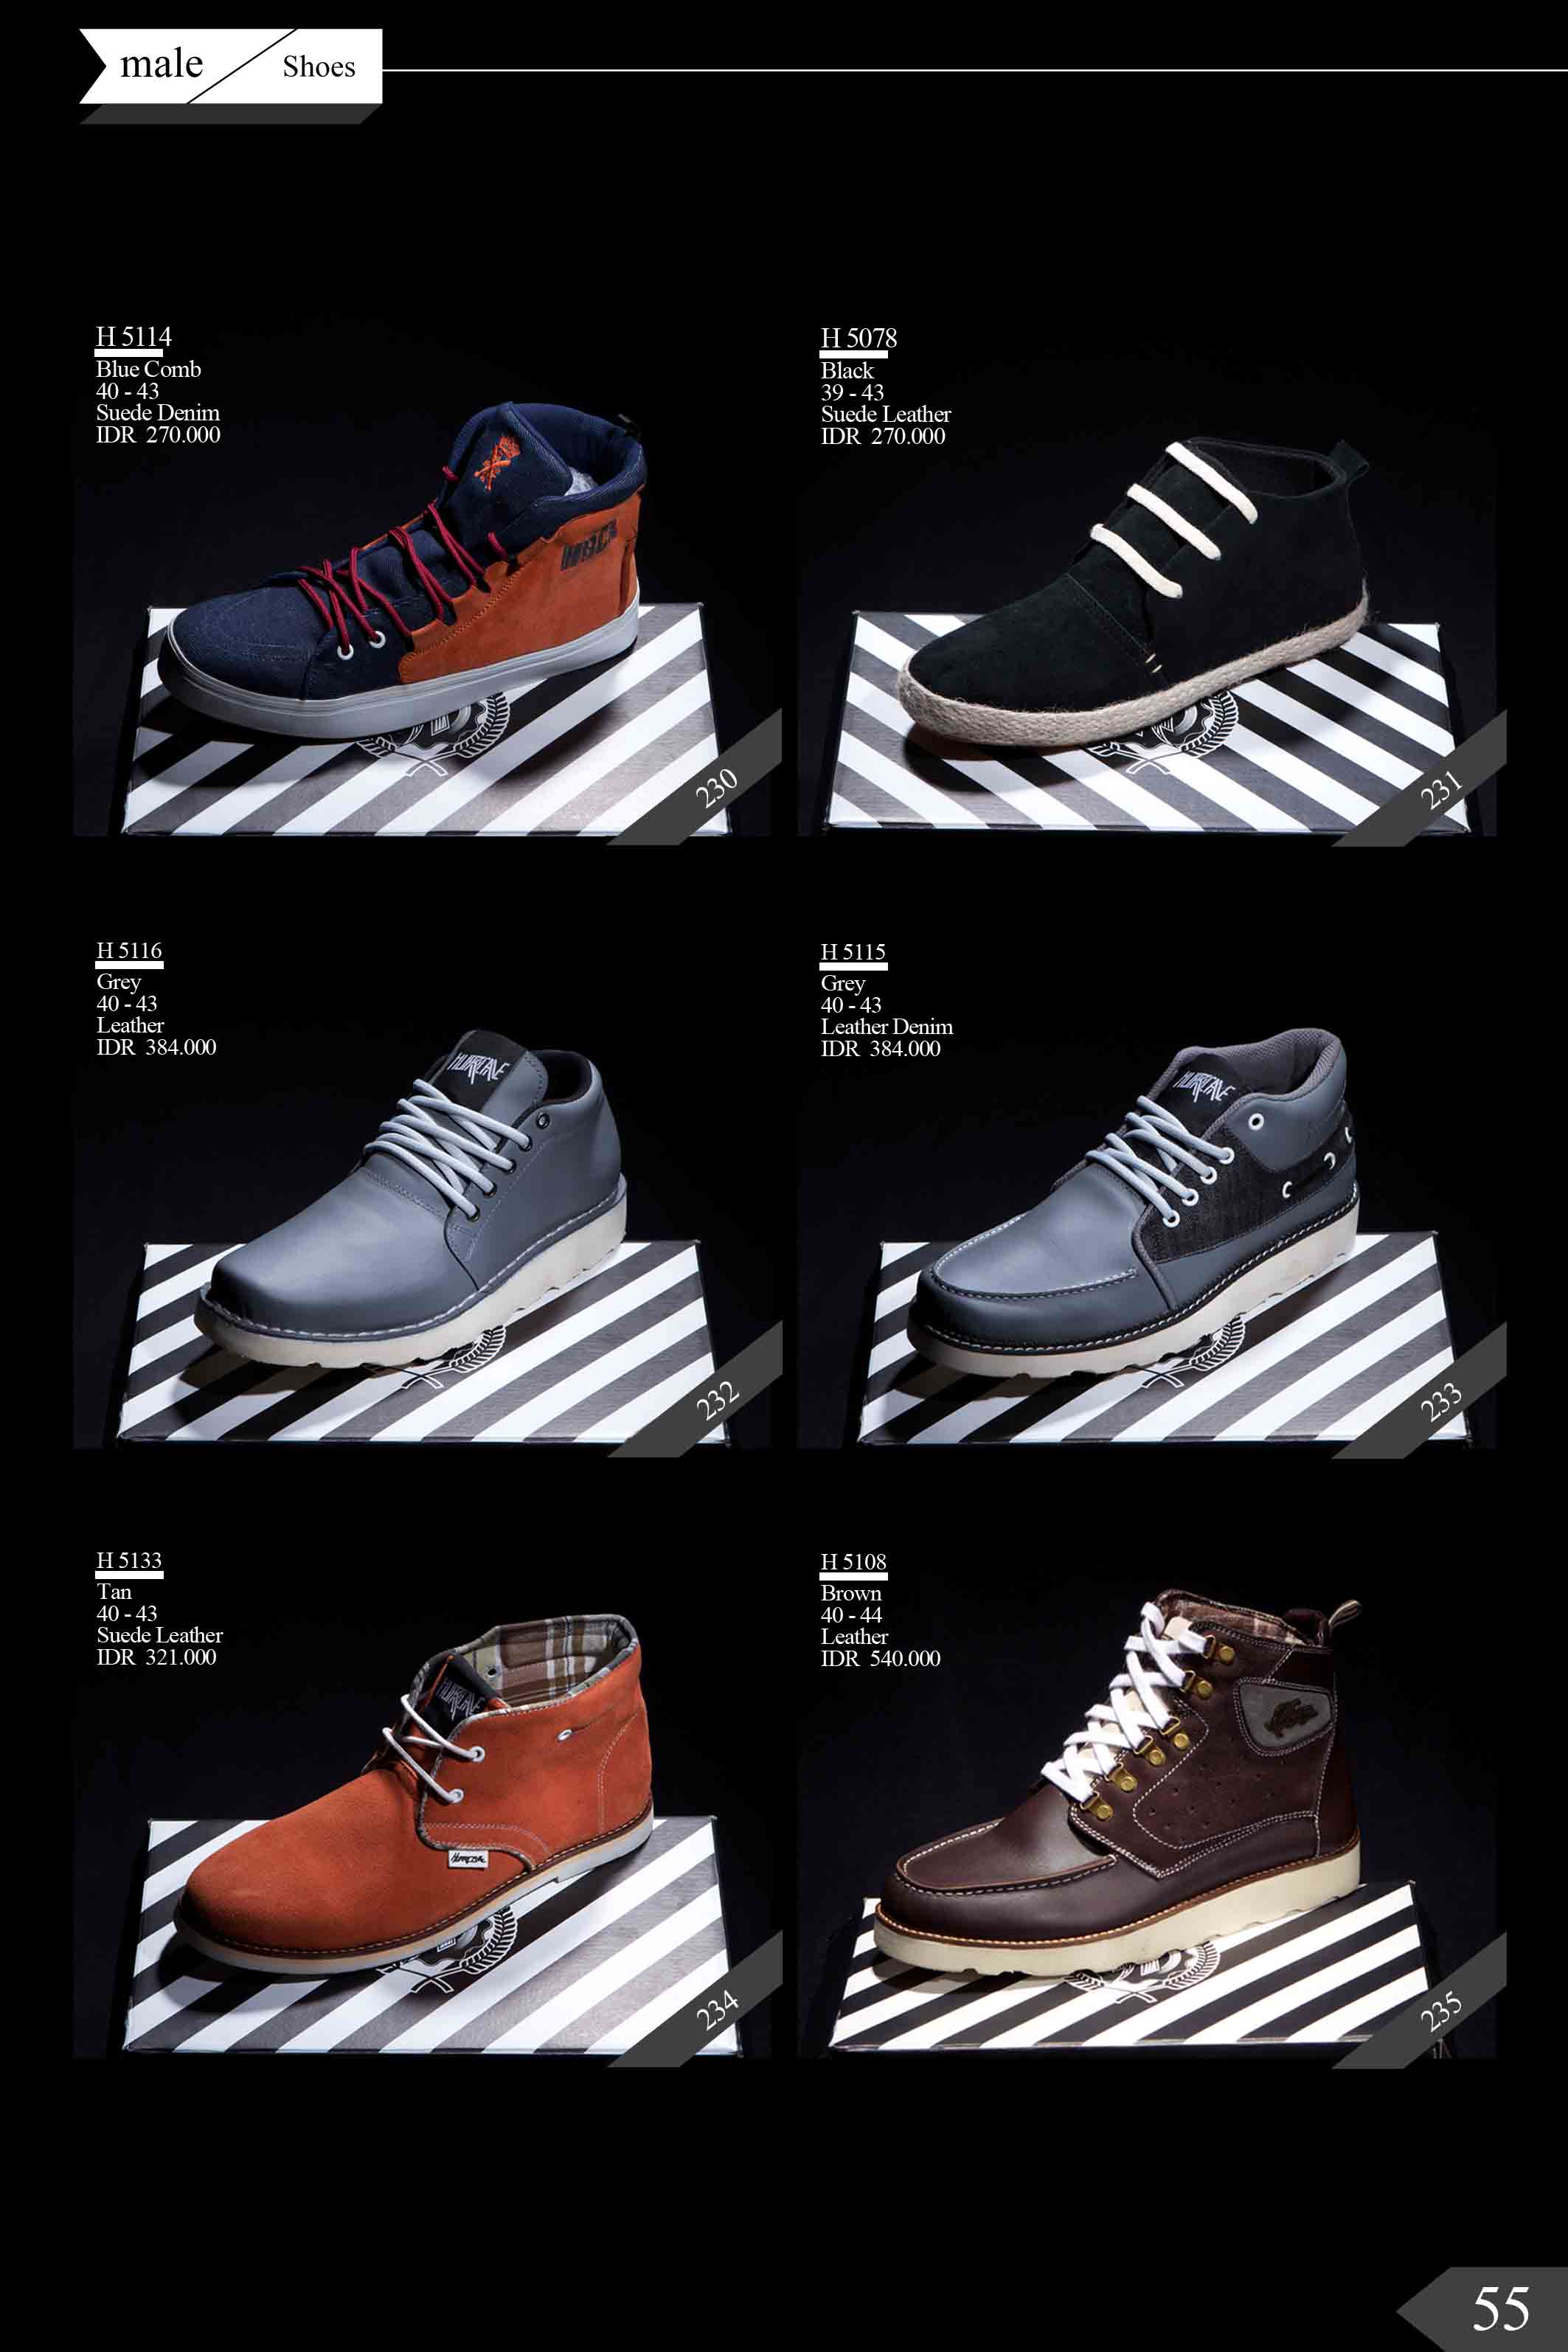 male
Shoes
H 5114
Blue Comb
40 - 43
Suede Denim
IDR 270.000
230
H 5078
Black
39 - 43
Suede Leather
IDR 270.000
231
H 5116
Grey
40 - 43
Leather
IDR 384.000
232
H 5115
Grey
40 - 43
Leather Denim
IDR 384.000
233
H 5133
Tan
40 - 43
Suede Leather
IDR 321.000
234
H 5108
Brown
40 - 44
Leather
IDR 540.000
235
55